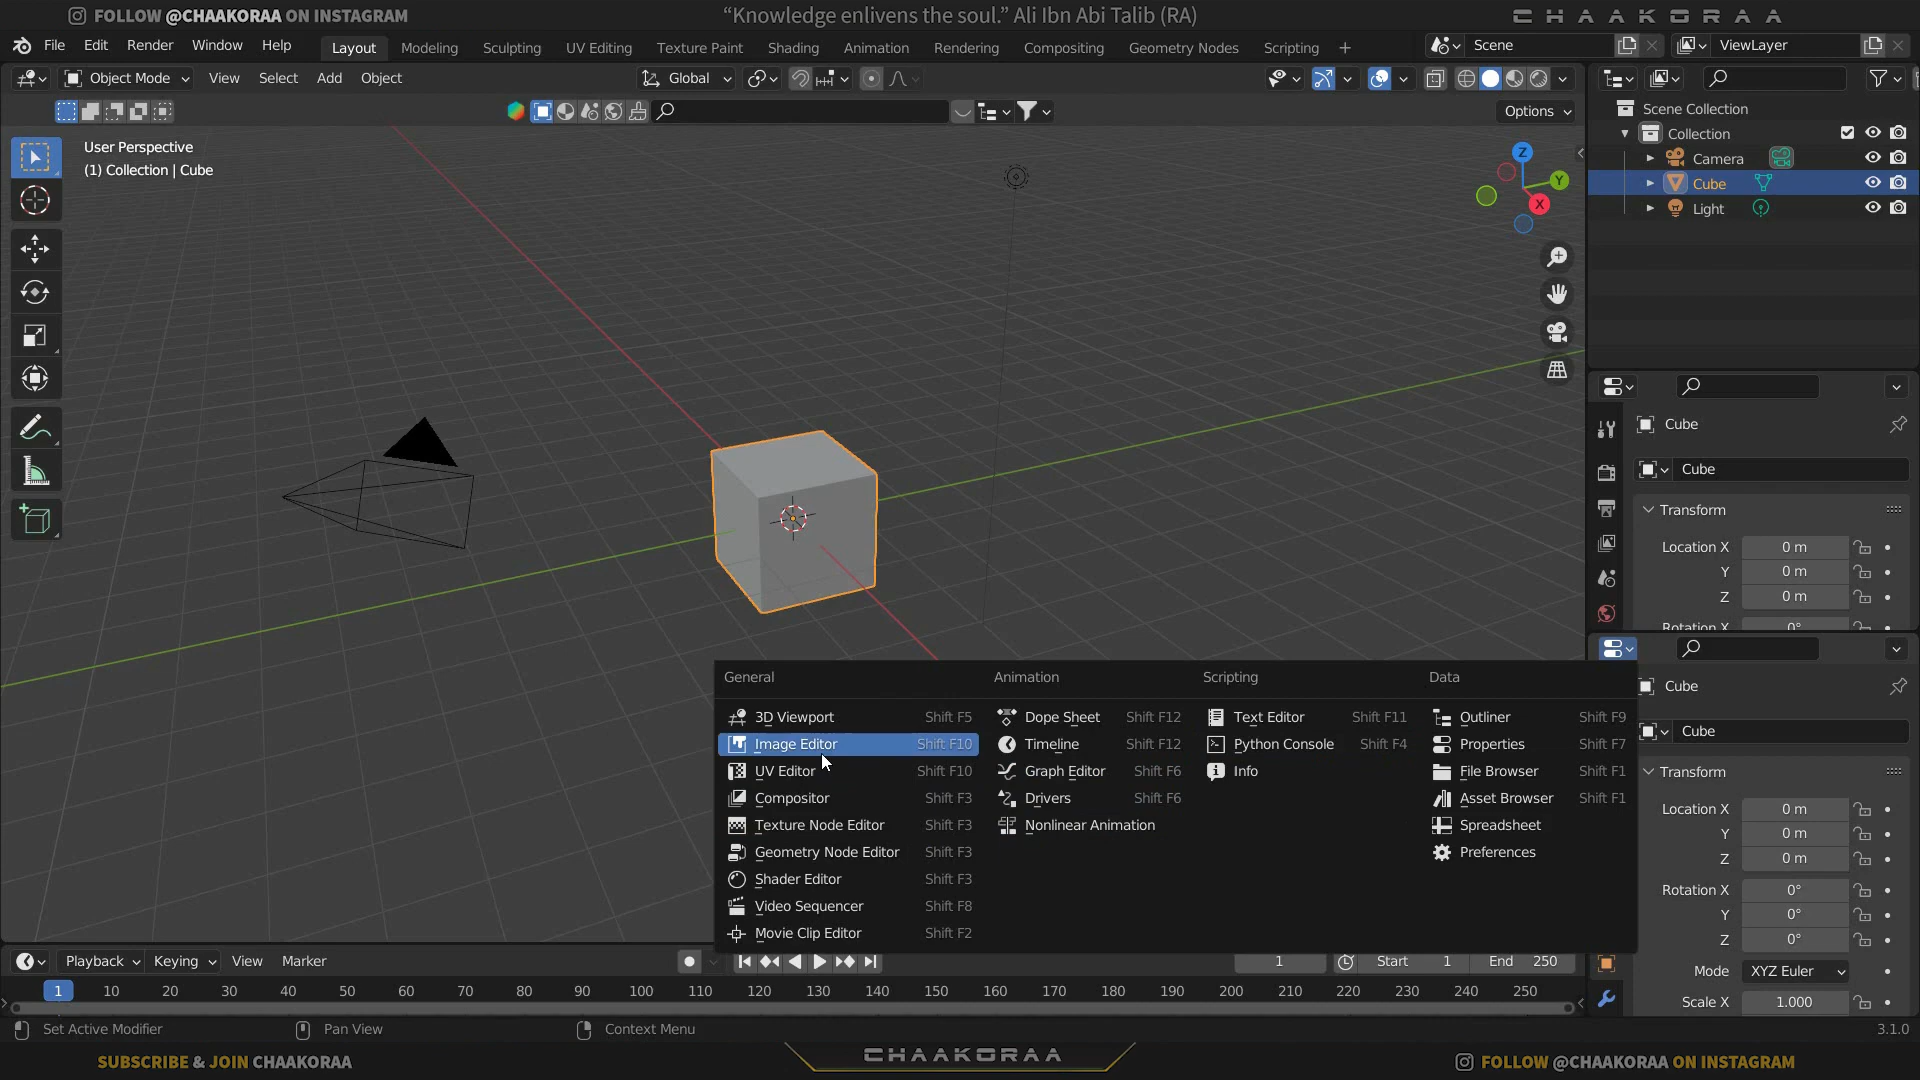 FOLLOW @CHAAKORAA ON INSTAGRAM
“Knowledge enlivens the soul.” Ali Ibn Abi Talib (RA)
CHAAKORAA
File Edit Render Window Help
Layout Modeling Sculpting UV Editing Texture Paint Shading Animation Rendering Compositing Geometry Nodes Scripting +
Scene
ViewLayer
Object Mode View Select Add Object
Global
Options
User Perspective
(1) Collection | Cube
Z
Y
X
Scene Collection
Collection
Camera
Cube
Light
Cube
Cube
Transform
Location X 0 m
Y 0 m
Z 0 m
Rotation X 0°
Cube
Cube
Transform
Location X 0 m
Y 0 m
Z 0 m
Rotation X 0°
Y 0°
Z 0°
Mode XYZ Euler
Scale X 1.000
General
3D Viewport Shift F5
Image Editor Shift F10
UV Editor Shift F10
Compositor Shift F3
Texture Node Editor Shift F3
Geometry Node Editor Shift F3
Shader Editor Shift F3
Video Sequencer Shift F8
Movie Clip Editor Shift F2
Animation
Dope Sheet Shift F12
Timeline Shift F12
Graph Editor Shift F6
Drivers Shift F6
Nonlinear Animation
Scripting
Text Editor Shift F11
Python Console Shift F4
Info
Data
Outliner Shift F9
Properties Shift F7
File Browser Shift F1
Asset Browser Shift F1
Spreadsheet
Preferences
Playback Keying View Marker
1 Start 1 End 250
1 10 20 30 40 50 60 70 80 90 100 110 120 130 140 150 160 170 180 190 200 210 220 230 240 250
Set Active Modifier Pan View Context Menu
3.1.0
SUBSCRIBE & JOIN CHAAKORAA
CHAAKORAA
FOLLOW @CHAAKORAA ON INSTAGRAM